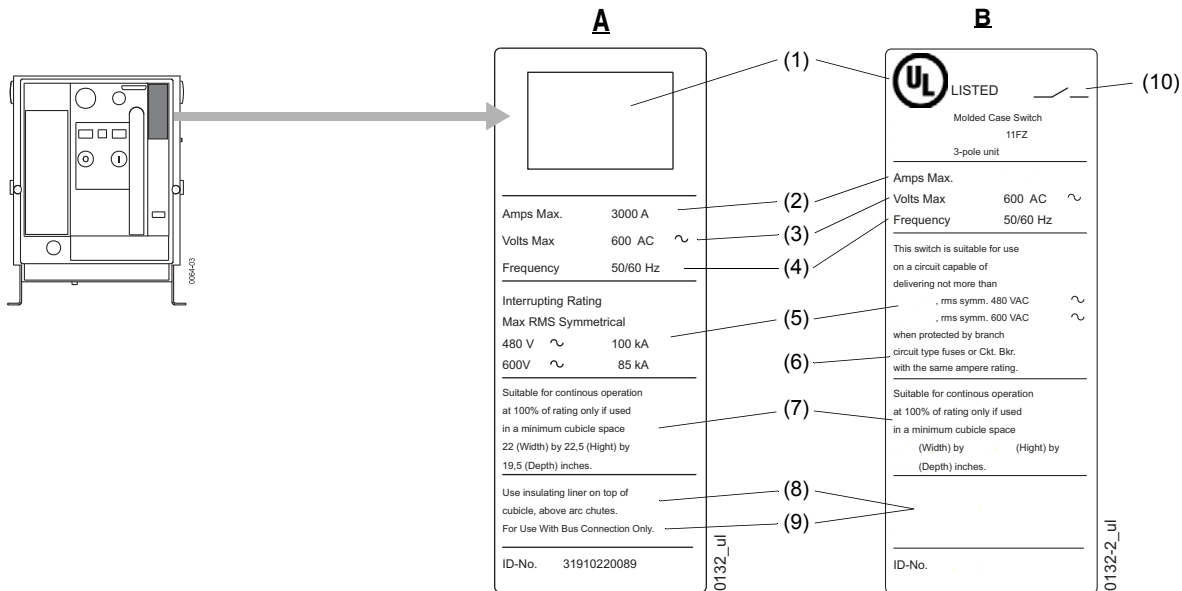 A
B
(1)
(2)
(3)
(4)
(5)
(6)
(7)
(8)
(9)
(10)
0064-03
Amps Max. 3000 A
Volts Max 600 AC ~
Frequency 50/60 Hz
Interrupting Rating
Max RMS Symmetrical
480 V ~ 100 kA
600V ~ 85 kA
Suitable for continous operation
at 100% of rating only if used
in a minimum cubicle space
22 (Width) by 22,5 (Hight) by
19,5 (Depth) inches.
Use insulating liner on top of
cubicle, above arc chutes.
For Use With Bus Connection Only.
ID-No. 31910220089
0132_ul
UL LISTED
Molded Case Switch
11FZ
3-pole unit
Amps Max.
Volts Max 600 AC ~
Frequency 50/60 Hz
This switch is suitable for use
on a circuit capable of
delivering not more than
, rms symm. 480 VAC ~
, rms symm. 600 VAC ~
when protected by branch
circuit type fuses or Ckt. Bkr.
with the same ampere rating.
Suitable for continous operation
at 100% of rating only if used
in a minimum cubicle space
(Width) by (Hight) by
(Depth) inches.
ID-No.
0132-2_ul